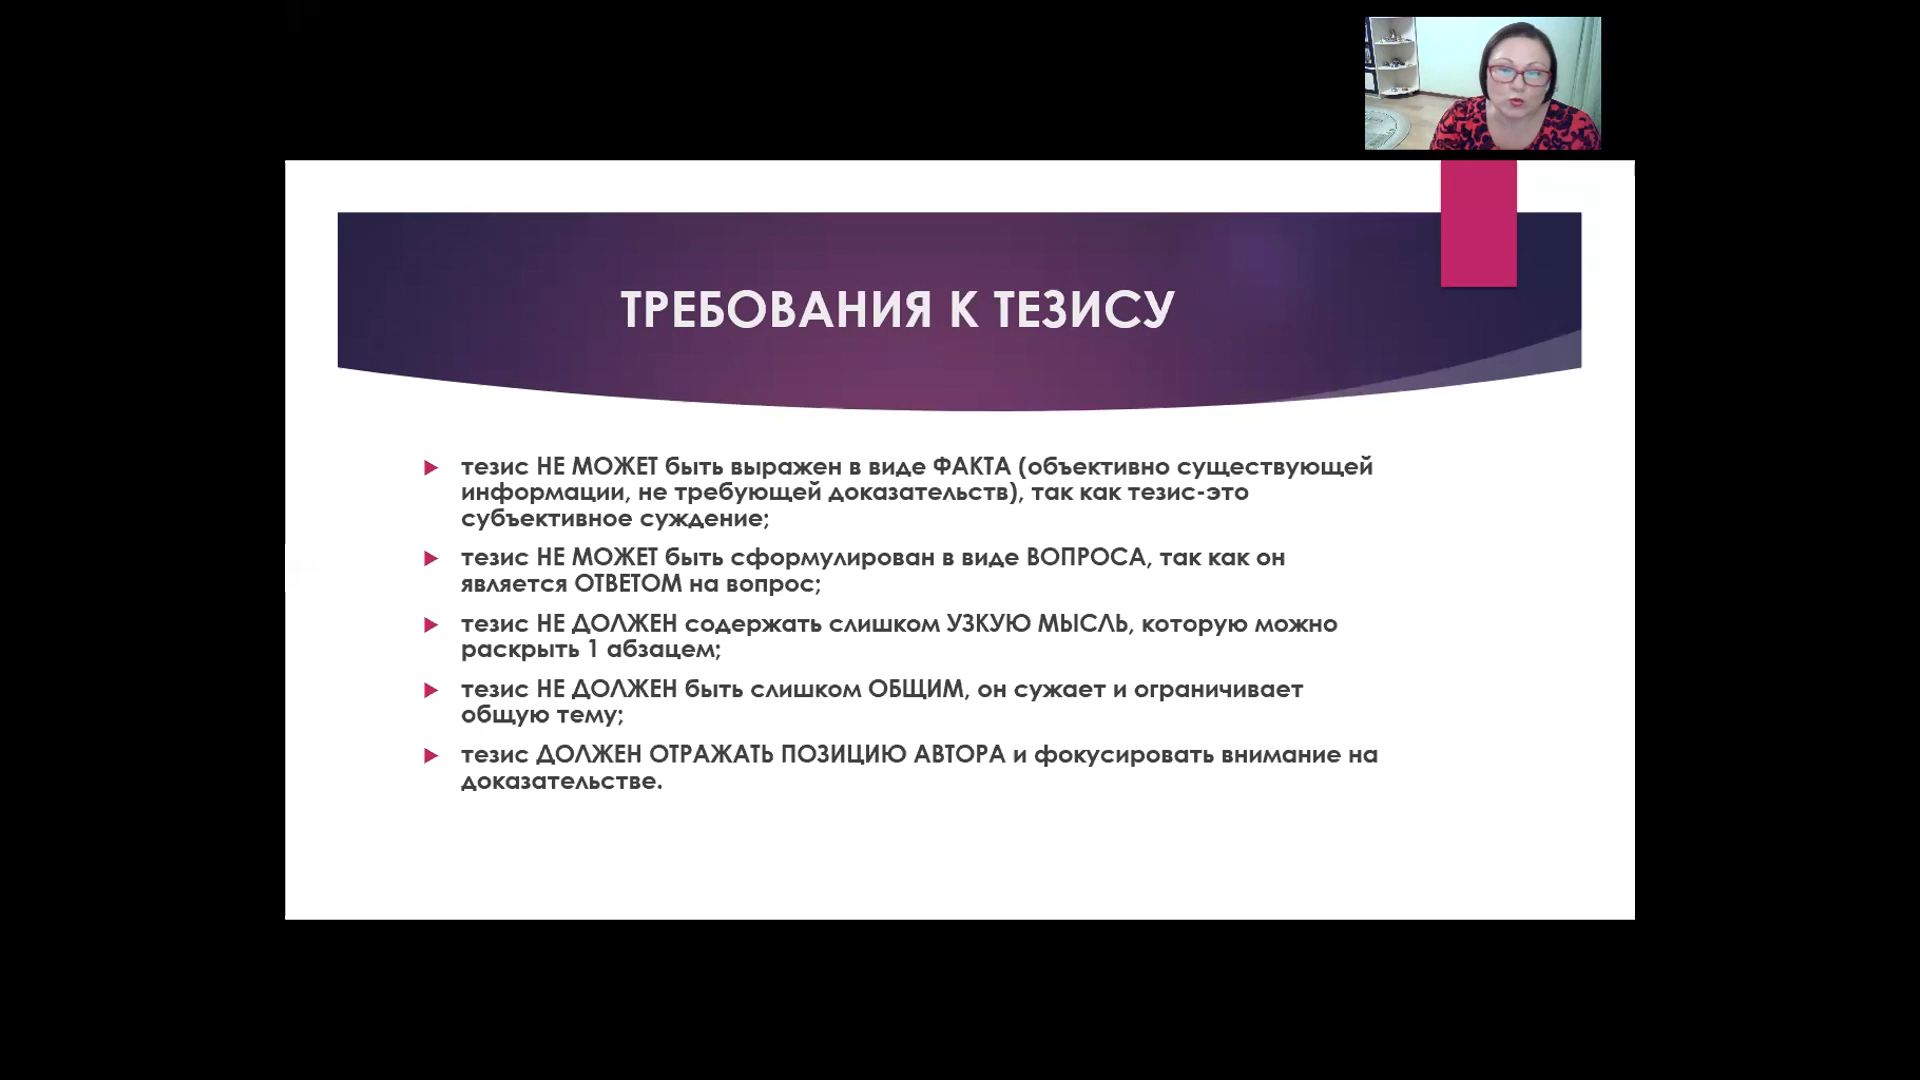 ТРЕБОВАНИЯ К ТЕЗИСУ
тезис НЕ МОЖЕТ быть выражен в виде ФАКТА (объективно существующей
информации, не требующей доказательств), так как тезис-это
субъективное суждение;
тезис НЕ МОЖЕТ быть сформулирован в виде ВОПРОСА, так как он
является ОТВЕТОМ на вопрос;
тезис НЕ ДОЛЖЕН содержать слишком УЗКУЮ МЫСЛЬ, которую можно
раскрыть 1 абзацем;
тезис НЕ ДОЛЖЕН быть слишком ОБЩИМ, он сужает и ограничивает
общую тему;
тезис ДОЛЖЕН ОТРАЖАТЬ ПОЗИЦИЮ АВТОРА и фокусировать внимание на
доказательстве.